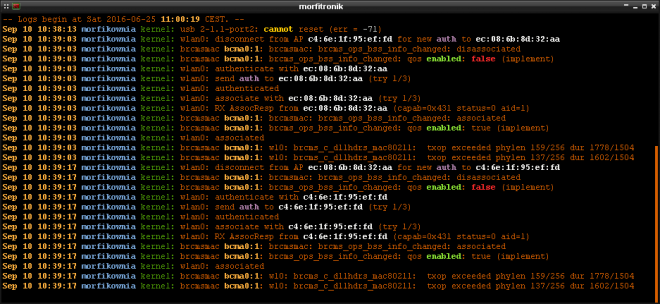 morfitronik
-- Logs begin at Sat 2016-06-25 11:00:19 CEST. --
Sep 10 10:38:13 morfikownia kernel: usb 2-1.1-port2: cannot reset (err = -71)
Sep 10 10:39:03 morfikownia kernel: wlan0: disconnect from AP c4:6e:1f:95:ef:fd for new auth to ec:08:6b:8d:32:aa
Sep 10 10:39:03 morfikownia kernel: brcmsmac bcma0:1: brcmsmac: brcms_ops_bss_info_changed: disassociated
Sep 10 10:39:03 morfikownia kernel: brcmsmac bcma0:1: brcms_ops_bss_info_changed: qos enabled: false (implement)
Sep 10 10:39:03 morfikownia kernel: wlan0: authenticate with ec:08:6b:8d:32:aa
Sep 10 10:39:03 morfikownia kernel: wlan0: send auth to ec:08:6b:8d:32:aa (try 1/3)
Sep 10 10:39:03 morfikownia kernel: wlan0: authenticated
Sep 10 10:39:03 morfikownia kernel: wlan0: associate with ec:08:6b:8d:32:aa (try 1/3)
Sep 10 10:39:03 morfikownia kernel: wlan0: RX AssocResp from ec:08:6b:8d:32:aa (capab=0x431 status=0 aid=1)
Sep 10 10:39:03 morfikownia kernel: brcmsmac bcma0:1: brcmsmac: brcms_ops_bss_info_changed: associated
Sep 10 10:39:03 morfikownia kernel: brcmsmac bcma0:1: brcms_ops_bss_info_changed: qos enabled: true (implement)
Sep 10 10:39:03 morfikownia kernel: wlan0: associated
Sep 10 10:39:03 morfikownia kernel: brcmsmac bcma0:1: wl0: brcms_c_d11hdrs_mac80211:  txop exceeded phylen 159/256 dur 1778/1504
Sep 10 10:39:03 morfikownia kernel: brcmsmac bcma0:1: wl0: brcms_c_d11hdrs_mac80211:  txop exceeded phylen 137/256 dur 1602/1504
Sep 10 10:39:17 morfikownia kernel: wlan0: disconnect from AP ec:08:6b:8d:32:aa for new auth to c4:6e:1f:95:ef:fd
Sep 10 10:39:17 morfikownia kernel: brcmsmac bcma0:1: brcmsmac: brcms_ops_bss_info_changed: disassociated
Sep 10 10:39:17 morfikownia kernel: brcmsmac bcma0:1: brcms_ops_bss_info_changed: qos enabled: false (implement)
Sep 10 10:39:17 morfikownia kernel: wlan0: authenticate with c4:6e:1f:95:ef:fd
Sep 10 10:39:17 morfikownia kernel: wlan0: send auth to c4:6e:1f:95:ef:fd (try 1/3)
Sep 10 10:39:17 morfikownia kernel: wlan0: authenticated
Sep 10 10:39:17 morfikownia kernel: wlan0: associate with c4:6e:1f:95:ef:fd (try 1/3)
Sep 10 10:39:17 morfikownia kernel: wlan0: RX AssocResp from c4:6e:1f:95:ef:fd (capab=0x431 status=0 aid=1)
Sep 10 10:39:17 morfikownia kernel: brcmsmac bcma0:1: brcmsmac: brcms_ops_bss_info_changed: associated
Sep 10 10:39:17 morfikownia kernel: brcmsmac bcma0:1: brcms_ops_bss_info_changed: qos enabled: true (implement)
Sep 10 10:39:17 morfikownia kernel: wlan0: associated
Sep 10 10:39:17 morfikownia kernel: brcmsmac bcma0:1: wl0: brcms_c_d11hdrs_mac80211:  txop exceeded phylen 159/256 dur 1778/1504
Sep 10 10:39:17 morfikownia kernel: brcmsmac bcma0:1: wl0: brcms_c_d11hdrs_mac80211:  txop exceeded phylen 137/256 dur 1602/1504